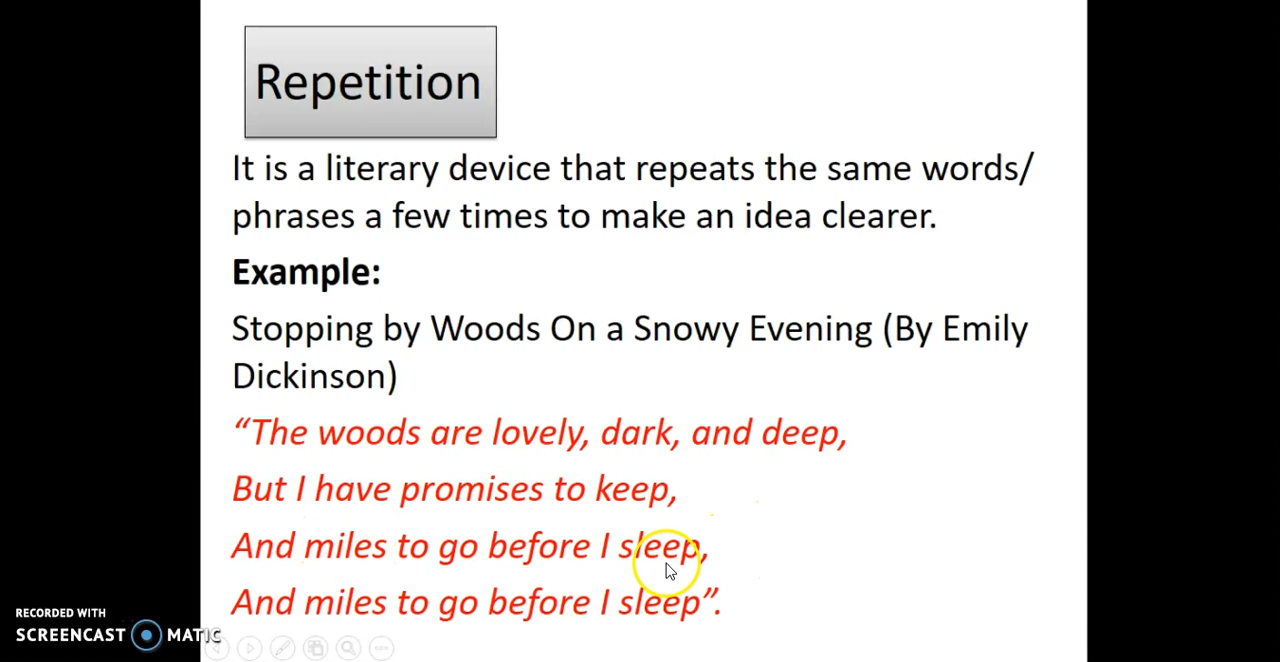 Repetition
It is a literary device that repeats the same words/
phrases a few times to make an idea clearer.
Example:
Stopping by Woods On a Snowy Evening (By Emily
Dickinson)
“The woods are lovely, dark, and deep,
But I have promises to keep,
And miles to go before I sleep,
And miles to go before I sleep”.
RECORDED WITH
SCREENCAST MATIC